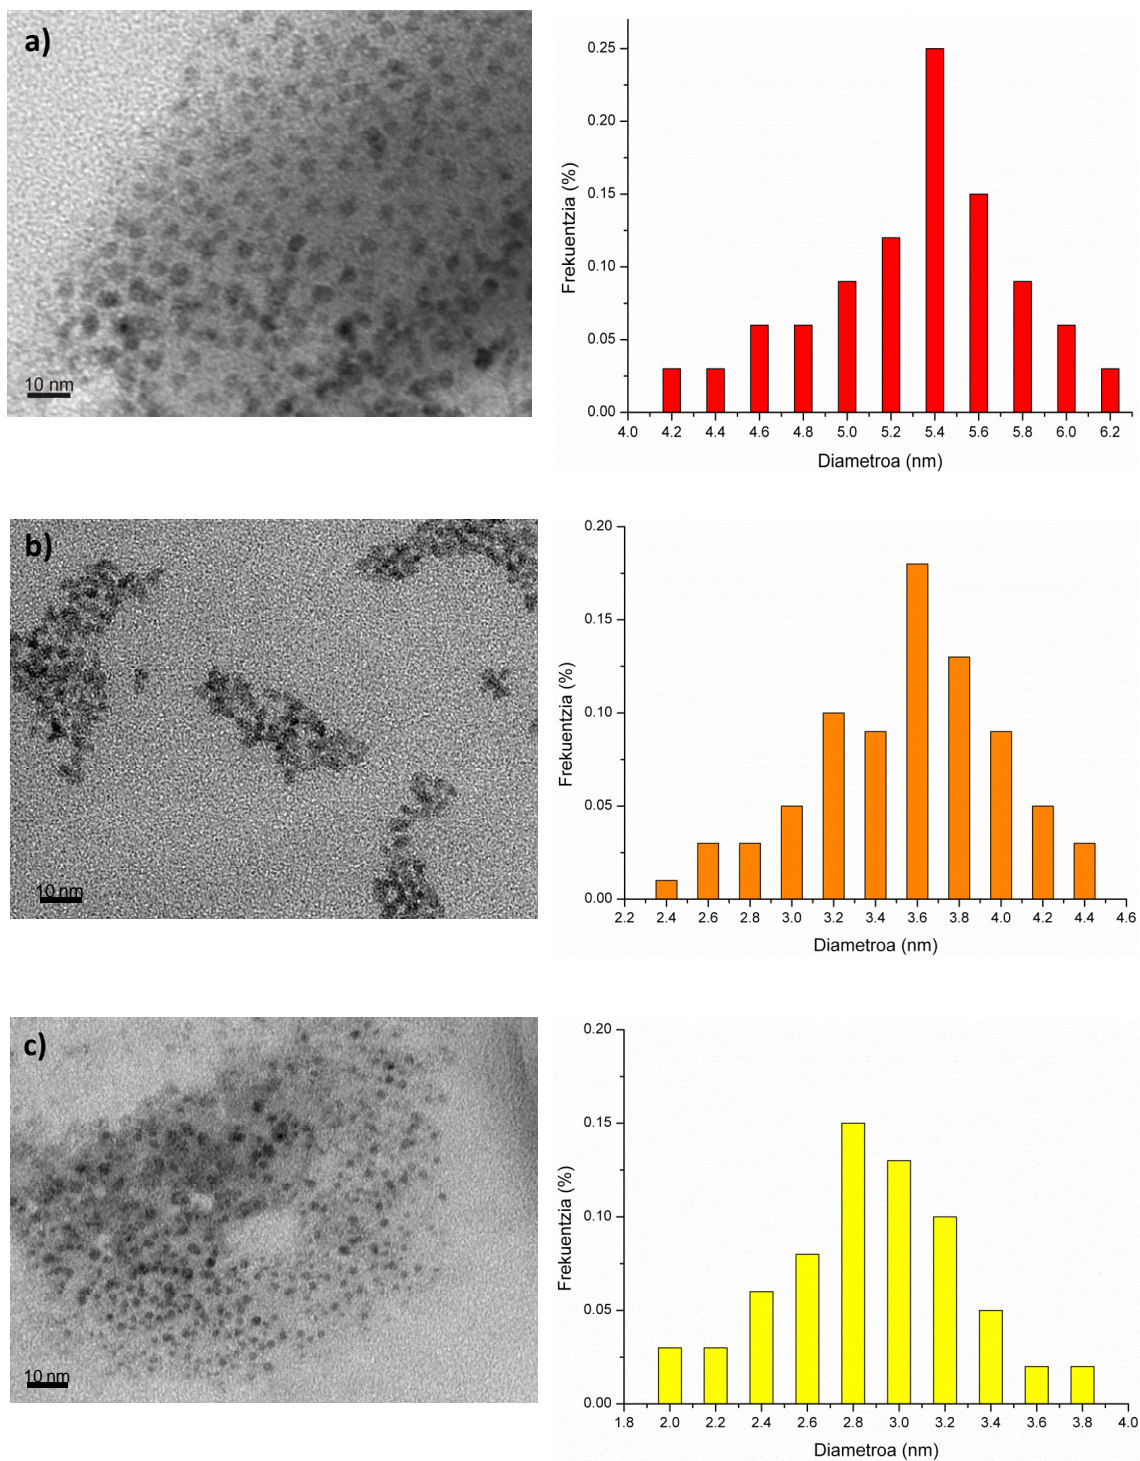 a)
10 nm
Frekuentzia (%)
0.25
0.20
0.15
0.10
0.05
0.00
4.0 4.2 4.4 4.6 4.8 5.0 5.2 5.4 5.6 5.8 6.0 6.2
Diametroa (nm)
b)
10 nm
Frekuentzia (%)
0.20
0.15
0.10
0.05
0.00
2.2 2.4 2.6 2.8 3.0 3.2 3.4 3.6 3.8 4.0 4.2 4.4 4.6
Diametroa (nm)
c)
10 nm
Frekuentzia (%)
0.20
0.15
0.10
0.05
0.00
1.8 2.0 2.2 2.4 2.6 2.8 3.0 3.2 3.4 3.6 3.8 4.0
Diametroa (nm)